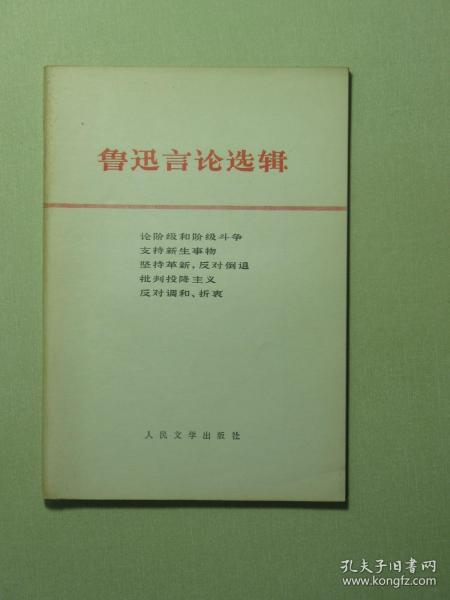 鲁迅言论选辑
论阶级和阶级斗争
支持新生事物
坚持革新，反对倒退
批判投降主义
反对调和、折衷
人民文学出版社
孔夫子旧书网
www.kongfz.com